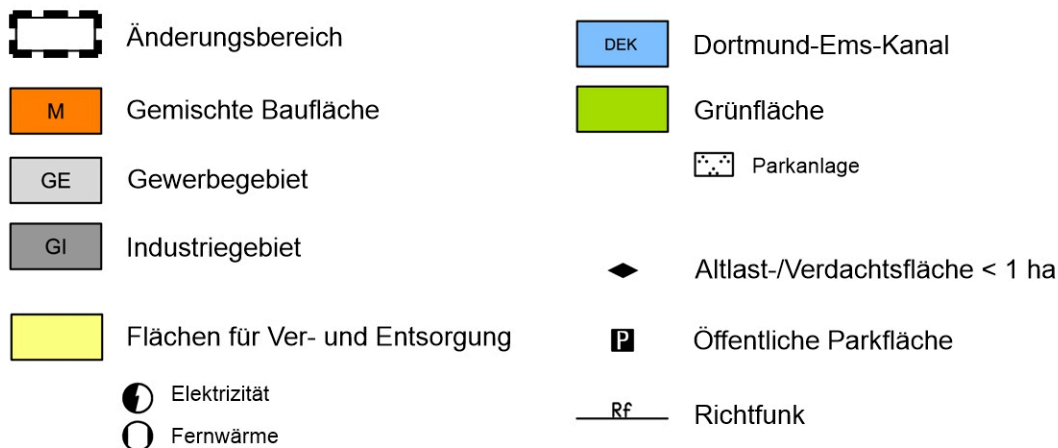 Änderungsbereich
M Gemischte Baufläche
GE Gewerbegebiet
GI Industriegebiet
Flächen für Ver- und Entsorgung
Elektrizität
Fernwärme
DEK Dortmund-Ems-Kanal
Grünfläche
Parkanlage
Altlast-/Verdachtsfläche < 1 ha
P Öffentliche Parkfläche
Rf Richtfunk